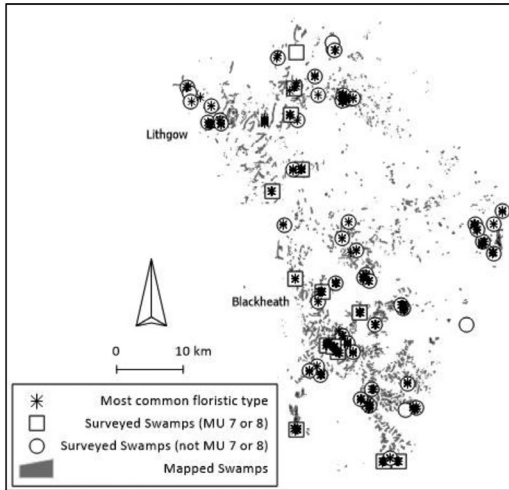 Lithgow
Blackheath
0 10 km
Most common floristic type
Surveyed Swamps (MU 7 or 8)
Surveyed Swamps (not MU 7 or 8)
Mapped Swamps